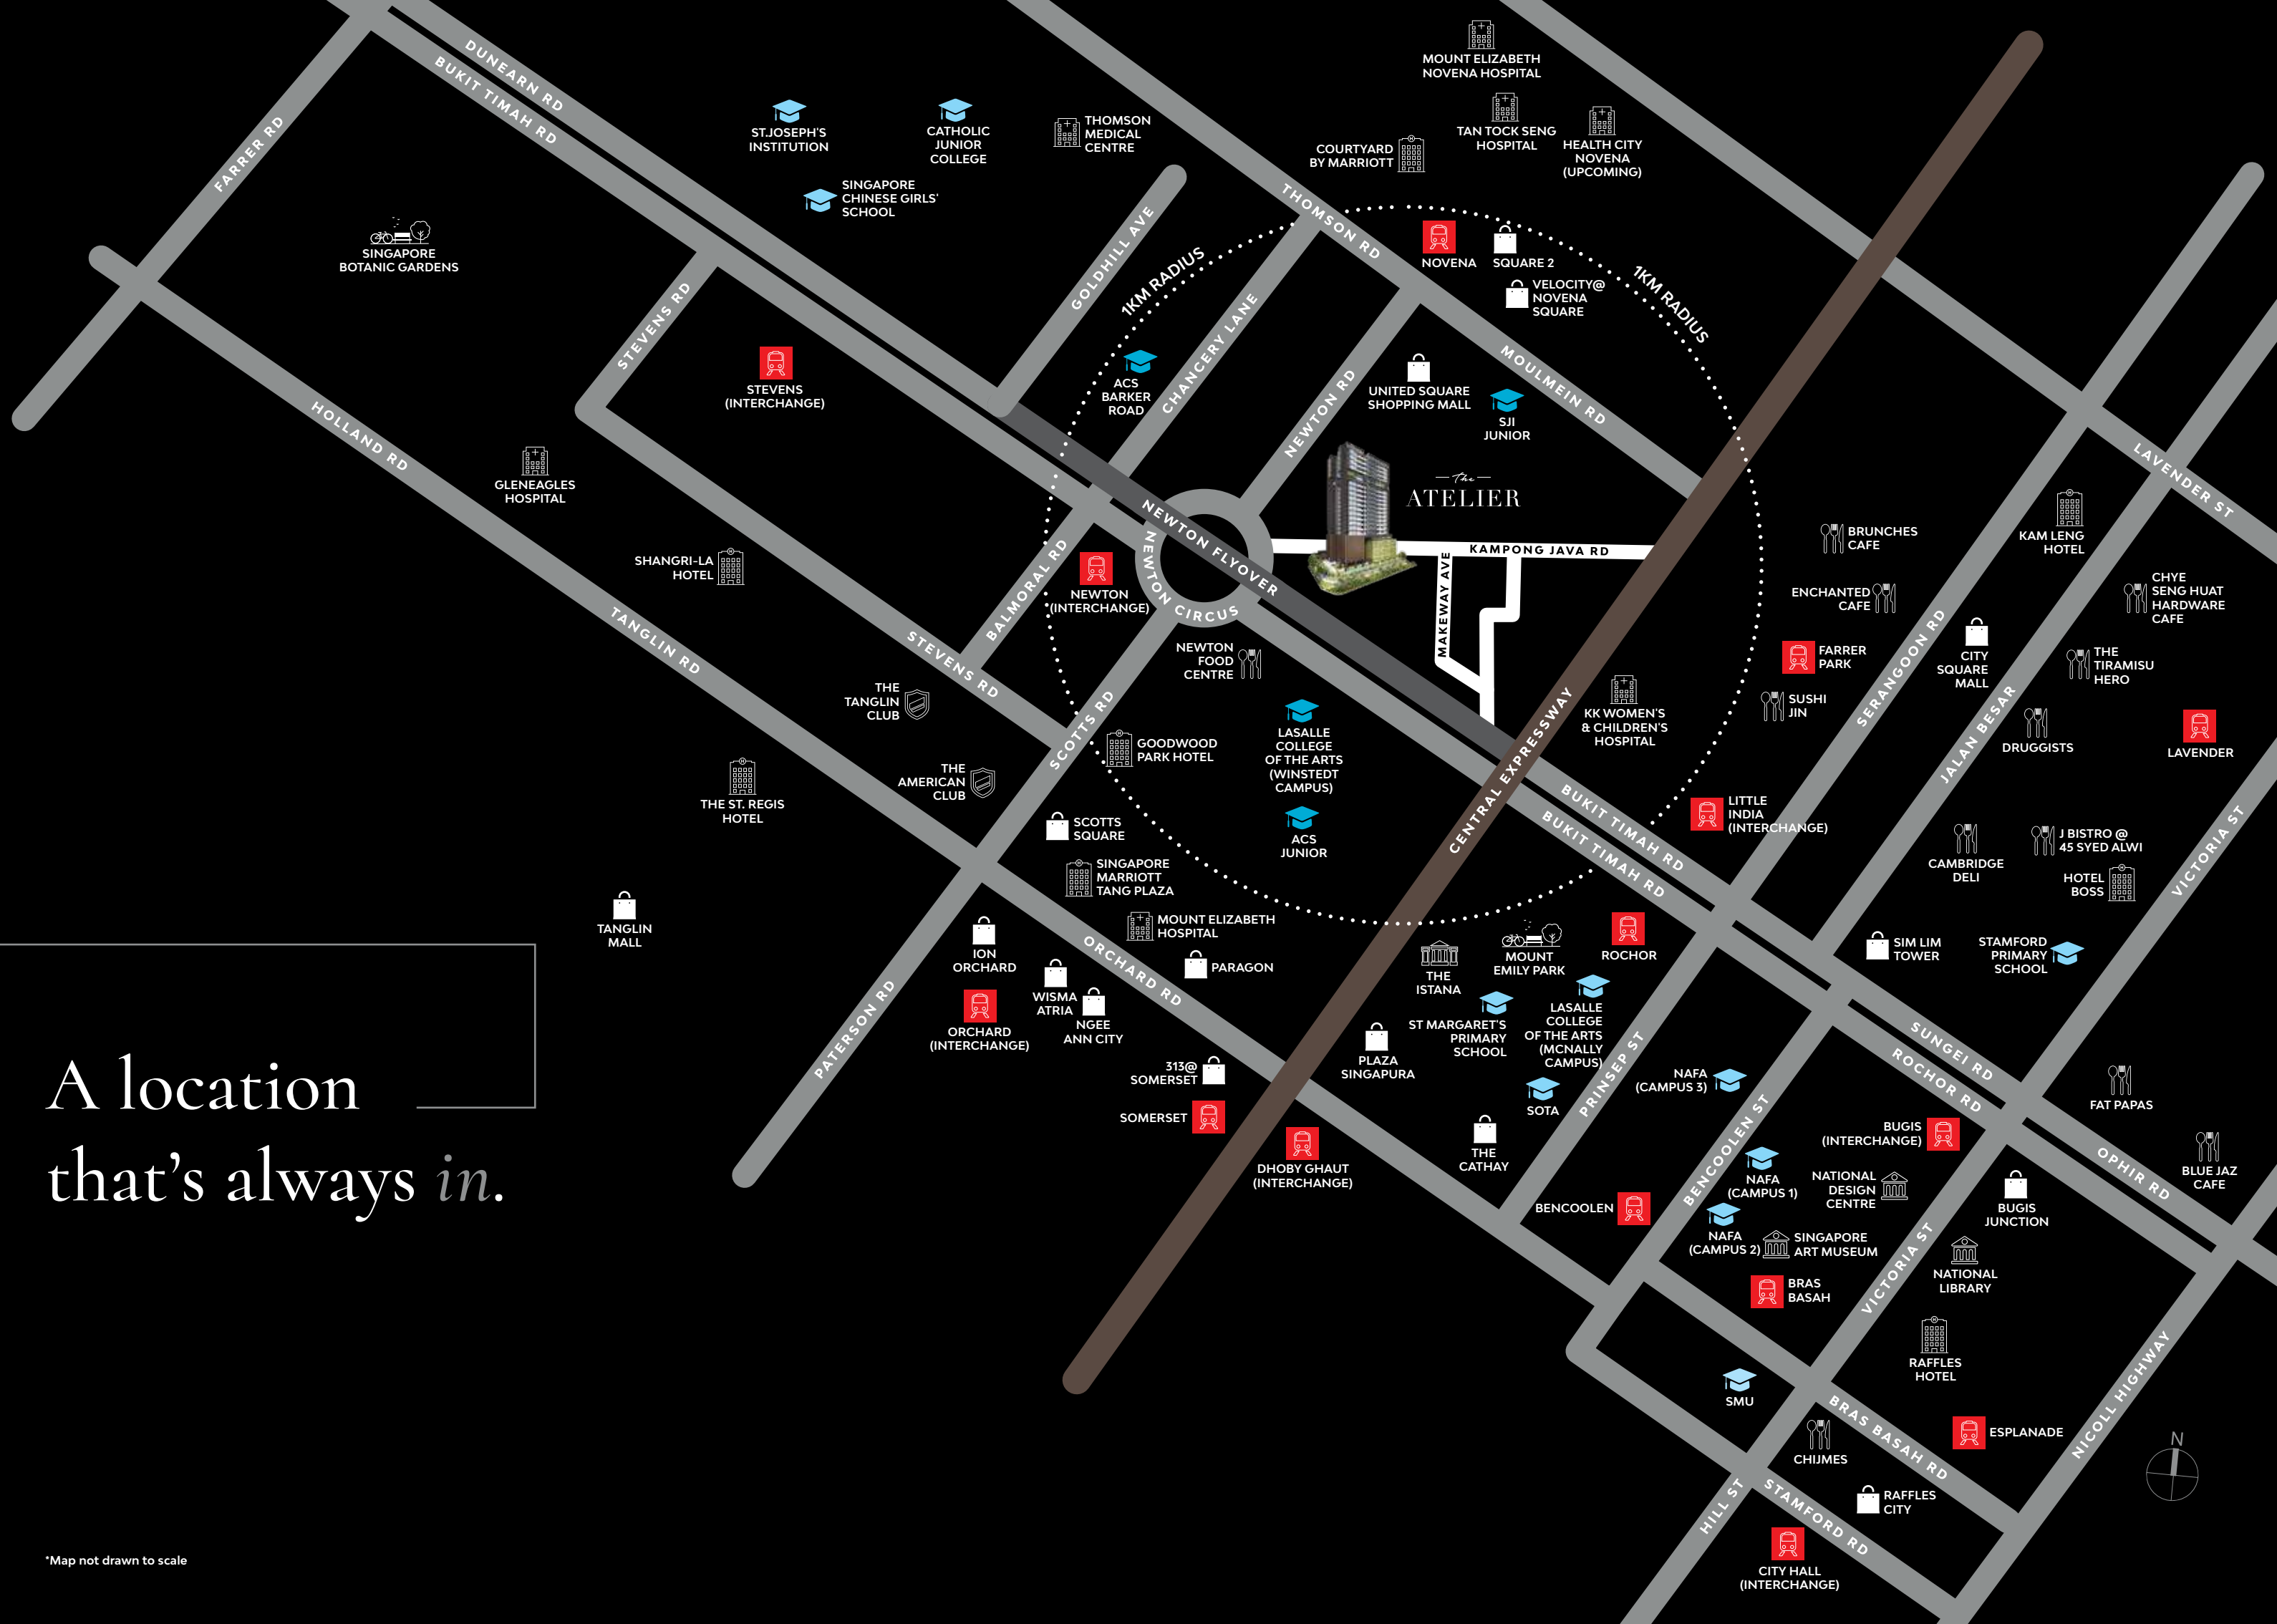 MOUNT ELIZABETH
NOVENA HOSPITAL
DUNEARN RD
BUKIT TIMAH RD
FARRER RD
ST.JOSEPH'S
INSTITUTION
CATHOLIC
JUNIOR
COLLEGE
THOMSON
MEDICAL
CENTRE
COURTYARD
BY MARRIOTT
TAN TOCK SENG
HOSPITAL
HEALTH CITY
NOVENA
(UPCOMING)
SINGAPORE
CHINESE GIRLS'
SCHOOL
SINGAPORE
BOTANIC GARDENS
GOLDHILL AVE
1KM RADIUS
THOMSON RD
NOVENA
SQUARE 2
VELOCITY@
NOVENA
SQUARE
1KM RADIUS
STEVENS RD
STEVENS
(INTERCHANGE)
ACS
BARKER
ROAD
CHANCERY LANE
NEWTON RD
UNITED SQUARE
SHOPPING MALL
SJI
JUNIOR
MOULMEIN RD
HOLLAND RD
GLENEAGLES
HOSPITAL
The
ATELIER
LAVENDER ST
NEWTON FLYOVER
NEWTON CIRCUS
KAMPONG JAVA RD
MAKEWAY AVE
BRUNCHES
CAFE
KAM LENG
HOTEL
SHANGRI-LA
HOTEL
BALMORAL RD
NEWTON
(INTERCHANGE)
ENCHANTED
CAFE
CHYE
SENG HUAT
HARDWARE
CAFE
TANGLIN RD
STEVENS RD
NEWTON
FOOD
CENTRE
FARRER
PARK
SERANGOON RD
CITY
SQUARE
MALL
THE
TIRAMISU
HERO
THE
TANGLIN
CLUB
SCOTTS RD
GOODWOOD
PARK HOTEL
LASALLE
COLLEGE
OF THE ARTS
(WINSTEDT
CAMPUS)
CENTRAL EXPRESSWAY
KK WOMEN'S
& CHILDREN'S
HOSPITAL
SUSHI
JIN
JALAN BESAR
DRUGGISTS
LAVENDER
THE ST. REGIS
HOTEL
THE
AMERICAN
CLUB
SCOTTS
SQUARE
ACS
JUNIOR
BUKIT TIMAH RD
BUKIT TIMAH RD
LITTLE
INDIA
(INTERCHANGE)
CAMBRIDGE
DELI
J BISTRO @
45 SYED ALWI
HOTEL
BOSS
VICTORIA ST
SINGAPORE
MARRIOTT
TANG PLAZA
TANGLIN
MALL
MOUNT ELIZABETH
HOSPITAL
ION
ORCHARD
ORCHARD RD
PARAGON
THE
ISTANA
MOUNT
EMILY PARK
ROCHOR
SIM LIM
TOWER
STAMFORD
PRIMARY
SCHOOL
PATERSON RD
ORCHARD
(INTERCHANGE)
WISMA
ATRIA
NGEE
ANN CITY
ST MARGARET'S
PRIMARY
SCHOOL
LASALLE
COLLEGE
OF THE ARTS
(MCNALLY
CAMPUS)
PLAZA
SINGAPURA
PRINSEP ST
SUNGEI RD
ROCHOR RD
A location
that's always in.
313@
SOMERSET
SOMERSET
SOTA
NAFA
(CAMPUS 3)
BENCOOLEN ST
FAT PAPAS
DHOBY GHAUT
(INTERCHANGE)
THE
CATHAY
BUGIS
(INTERCHANGE)
OPHIR RD
BLUE JAZ
CAFE
BENCOOLEN
NAFA
(CAMPUS 1)
NATIONAL
DESIGN
CENTRE
BUGIS
JUNCTION
NAFA
(CAMPUS 2)
SINGAPORE
ART MUSEUM
VICTORIA ST
NATIONAL
LIBRARY
BRAS
BASAH
RAFFLES
HOTEL
NICOLL HIGHWAY
SMU
BRAS BASAH RD
CHIJMES
ESPLANADE
N
HILL ST
STAMFORD RD
RAFFLES
CITY
CITY HALL
(INTERCHANGE)
*Map not drawn to scale